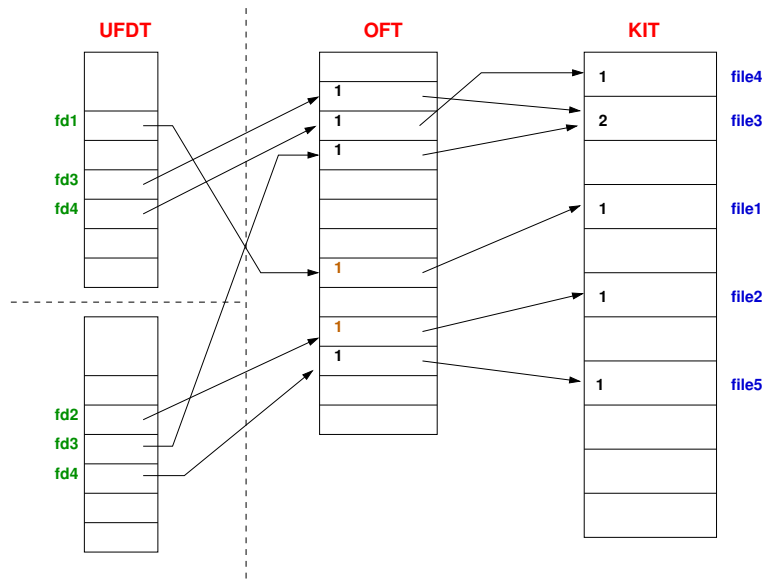 UFDT OFT KIT
1 file4
1
fd1 1 2 file3
1
fd3
fd4 1 file1
1
1 file2
1
1 1 file5
fd2
fd3
fd4